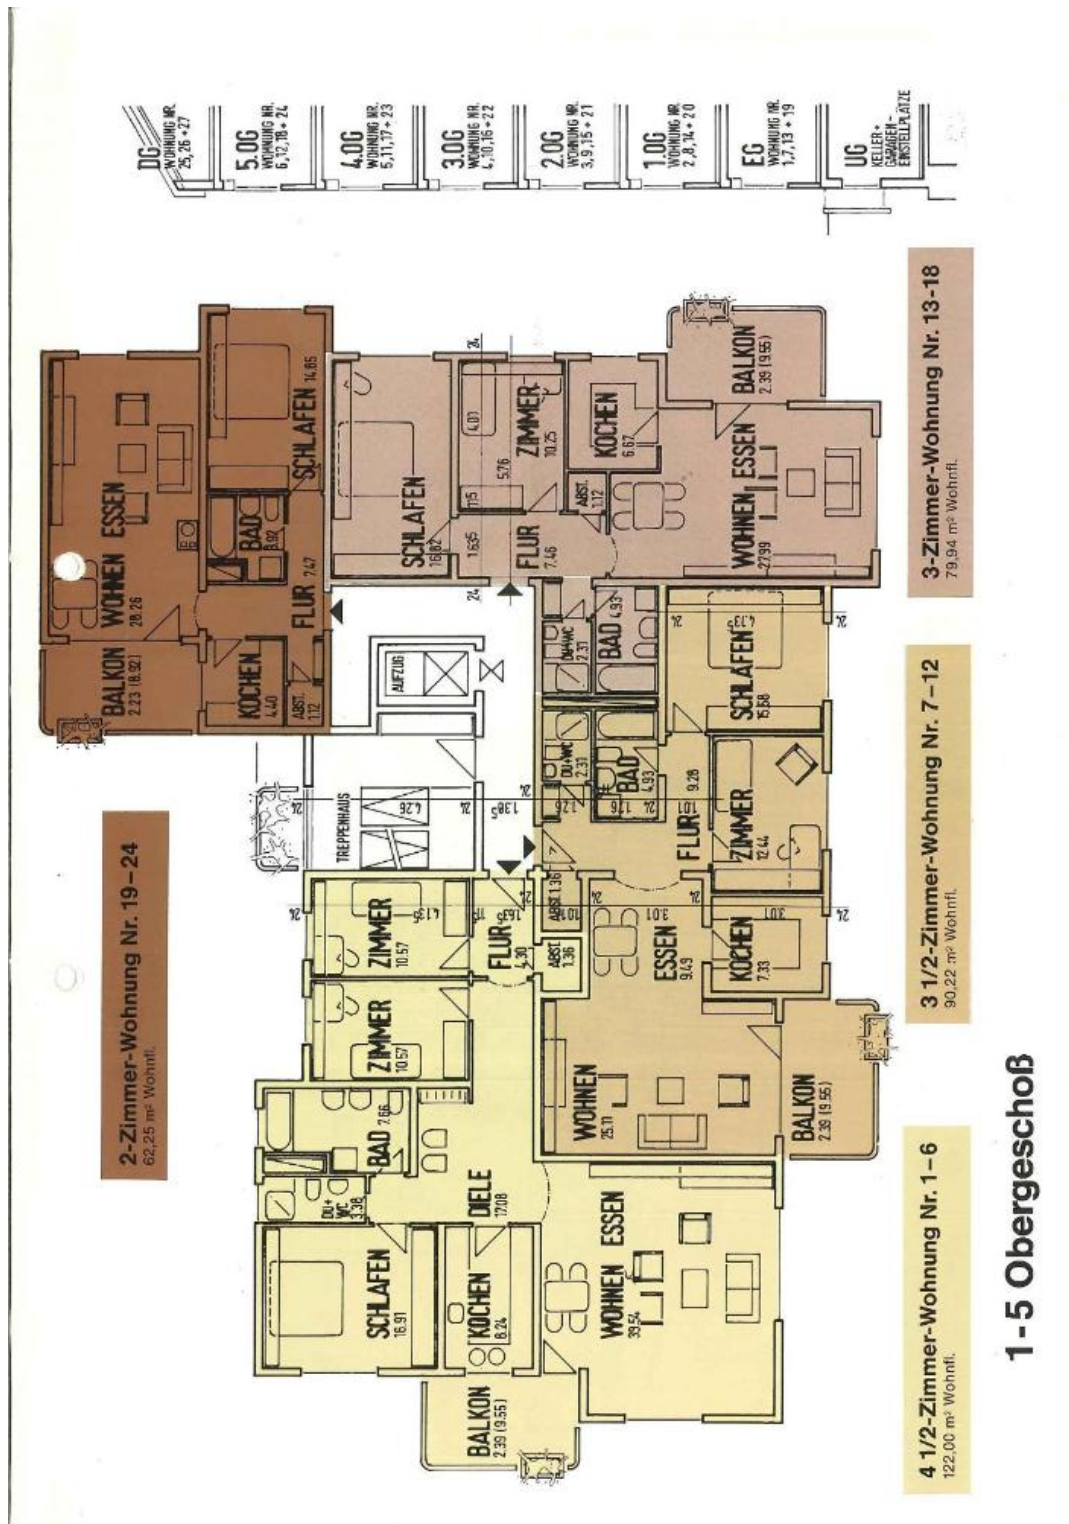 2-Zimmer-Wohnung Nr. 19-24
62,25 m² Wohnfl.
BALKON
2.23 (8.92)
WOHNEN ESSEN
28.26
KOCHEN
4.40
ABST.
1.12
FLUR 7.47
BAD
SCHLAFEN 14.85
DG
WOHNUNG NR.
25, 26 + 27
5.OG
WOHNUNG NR.
6,12,18 + 24
4.OG
WOHNUNG NR.
5,11,17 + 23
3.OG
WOHNUNG NR.
4,10,16 + 22
2.OG
WOHNUNG NR.
3,9,15 + 21
1.OG
WOHNUNG NR.
2,8,14 + 20
EG
WOHNUNG NR.
1,7,13 + 19
UG
KELLER +
GARAGEN-
EINSTELLPLÄTZE
TREPPENHAUS
AUFZUG
SCHLAFEN
16.82
ZIMMER
10.25
FLUR
7.46
ABST.
1.12
KOCHEN
6.67
DU+WC
2.37
BAD 4.93
WOHNEN ESSEN
27.99
BALKON
2.39 (9.55)
3-Zimmer-Wohnung Nr. 13-18
79,94 m² Wohnfl.
DU+WC
2.37
BAD
4.93
FLUR
9.28
SCHLAFEN
15.68
ZIMMER
12.44
ABST. 1.36
ESSEN
9.49
KOCHEN
7.33
WOHNEN
25.11
BALKON
2.39 (9.55)
3 1/2-Zimmer-Wohnung Nr. 7-12
90,22 m² Wohnfl.
ZIMMER
10.57
ZIMMER
10.57
FLUR
4.30
ABST.
1.36
BAD 7.66
DU+
WC
3.38
DIELE
17.08
SCHLAFEN
16.91
KOCHEN
8.24
WOHNEN ESSEN
39.54
BALKON
2.39 (9.55)
4 1/2-Zimmer-Wohnung Nr. 1-6
122,00 m² Wohnfl.
1-5 Obergeschoß